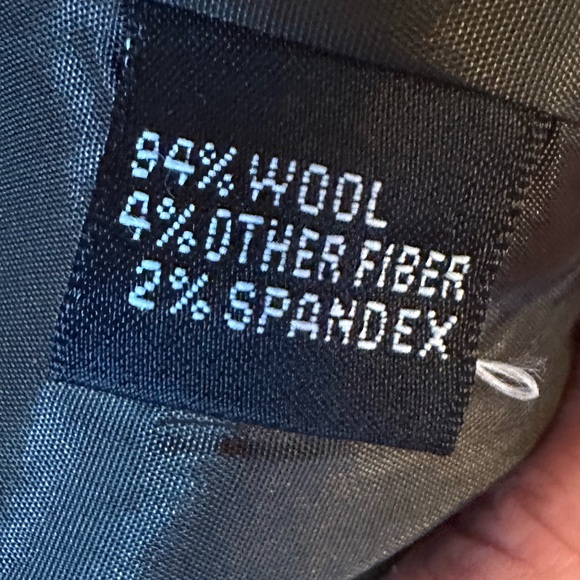 94% WOOL
4% OTHER FIBER
2% SPANDEX